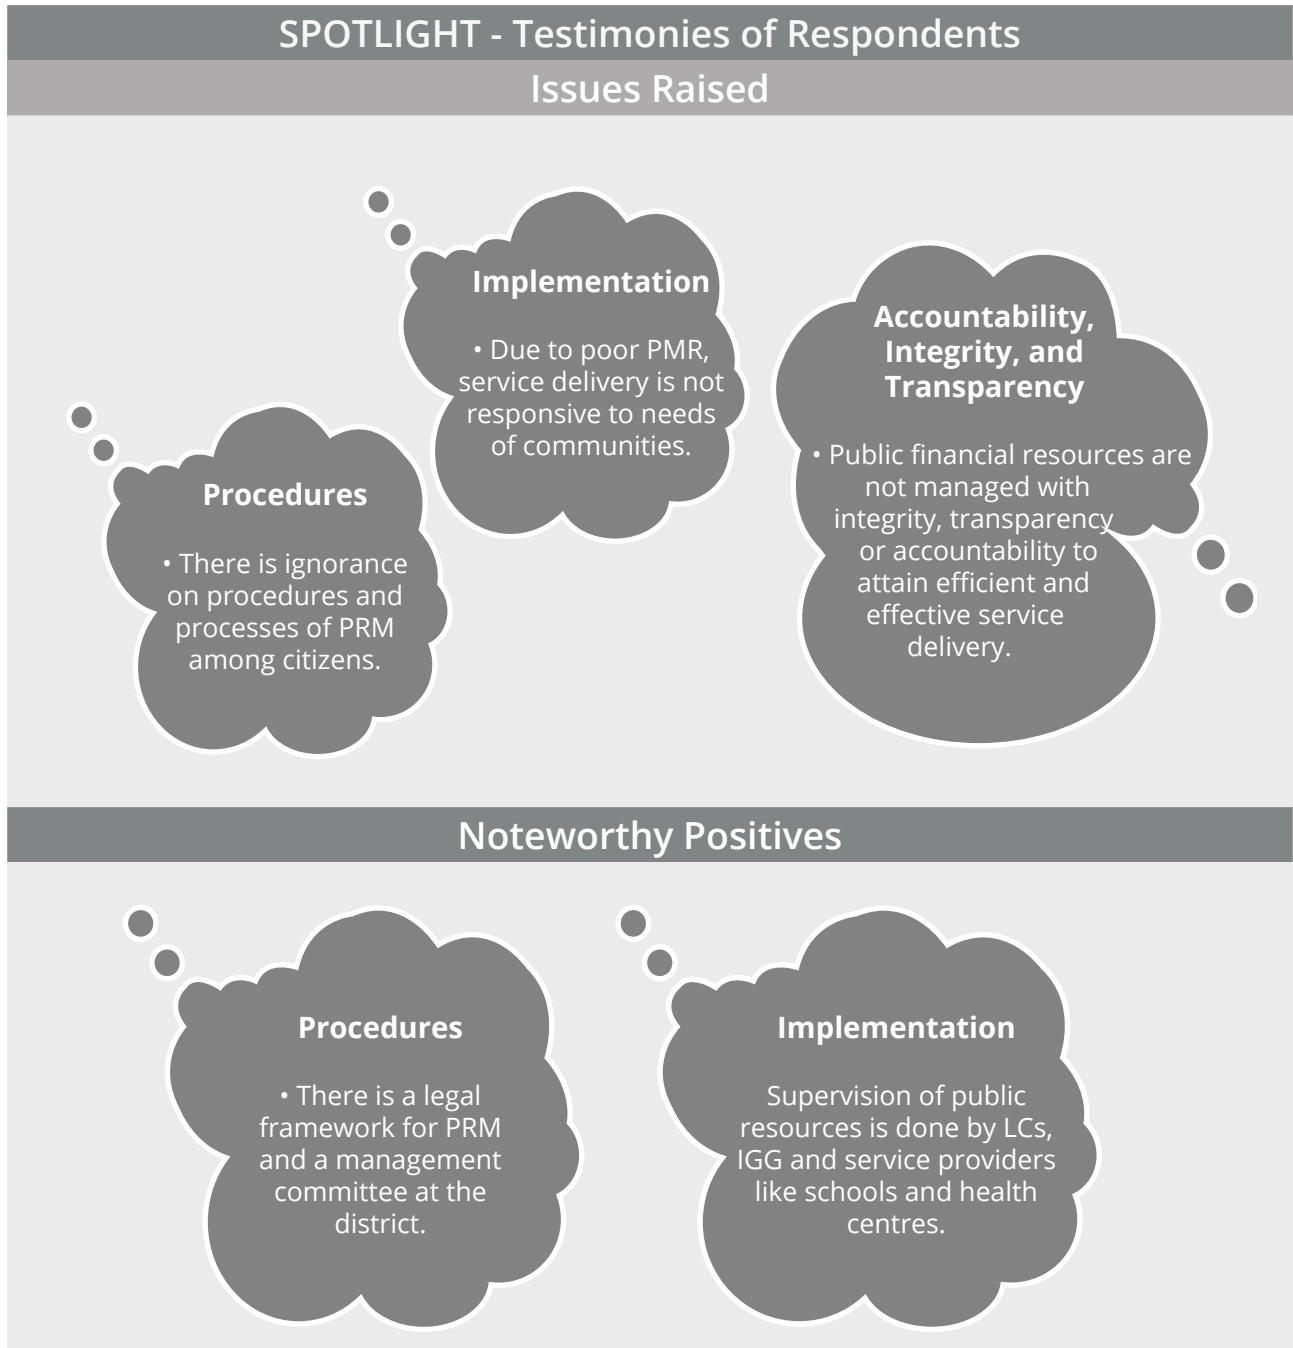 SPOTLIGHT - Testimonies of Respondents
Issues Raised
Procedures
• There is ignorance
on procedures and
processes of PRM
among citizens.
Implementation
• Due to poor PMR,
service delivery is not
responsive to needs
of communities.
Accountability,
Integrity, and
Transparency
• Public financial resources are
not managed with
integrity, transparency
or accountability to
attain efficient and
effective service
delivery.
Noteworthy Positives
Procedures
• There is a legal
framework for PRM
and a management
committee at the
district.
Implementation
Supervision of public
resources is done by LCs,
IGG and service providers
like schools and health
centres.